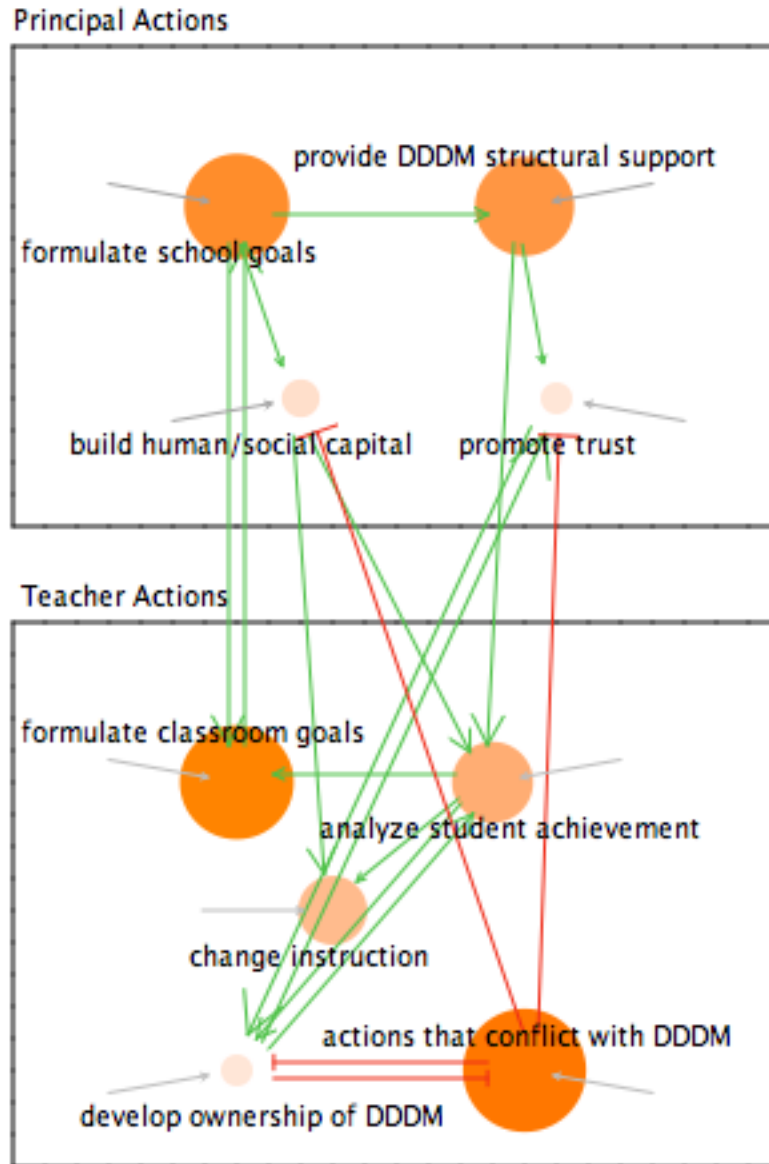 Principal Actions
provide DDDM structural support
formulate school goals
build human/social capital
promote trust
Teacher Actions
formulate classroom goals
analyze student achievement
change instruction
actions that conflict with DDDM
develop ownership of DDDM